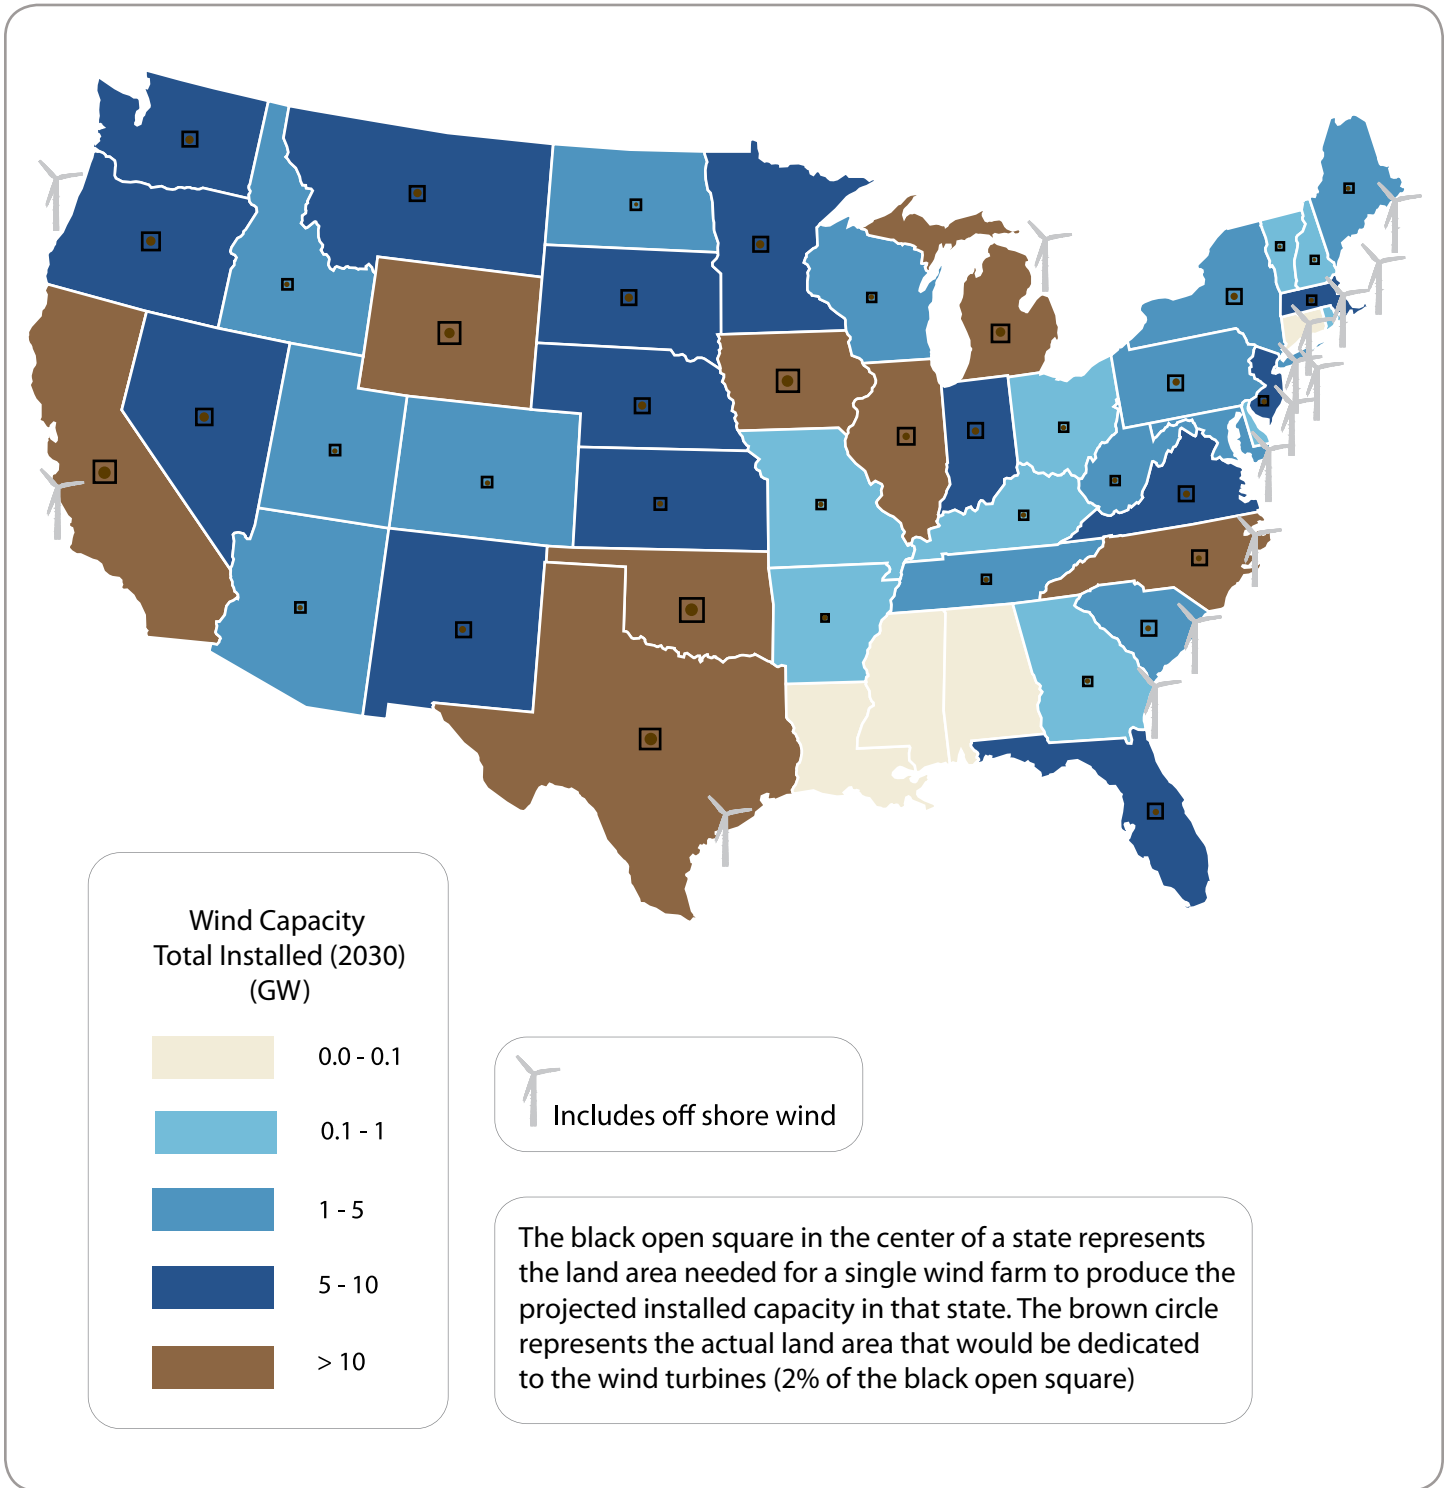 Wind Capacity
Total Installed (2030)
(GW)
0.0 - 0.1
0.1 - 1
1 - 5
5 - 10
> 10
Includes off shore wind
The black open square in the center of a state represents
the land area needed for a single wind farm to produce the
projected installed capacity in that state. The brown circle
represents the actual land area that would be dedicated
to the wind turbines (2% of the black open square)